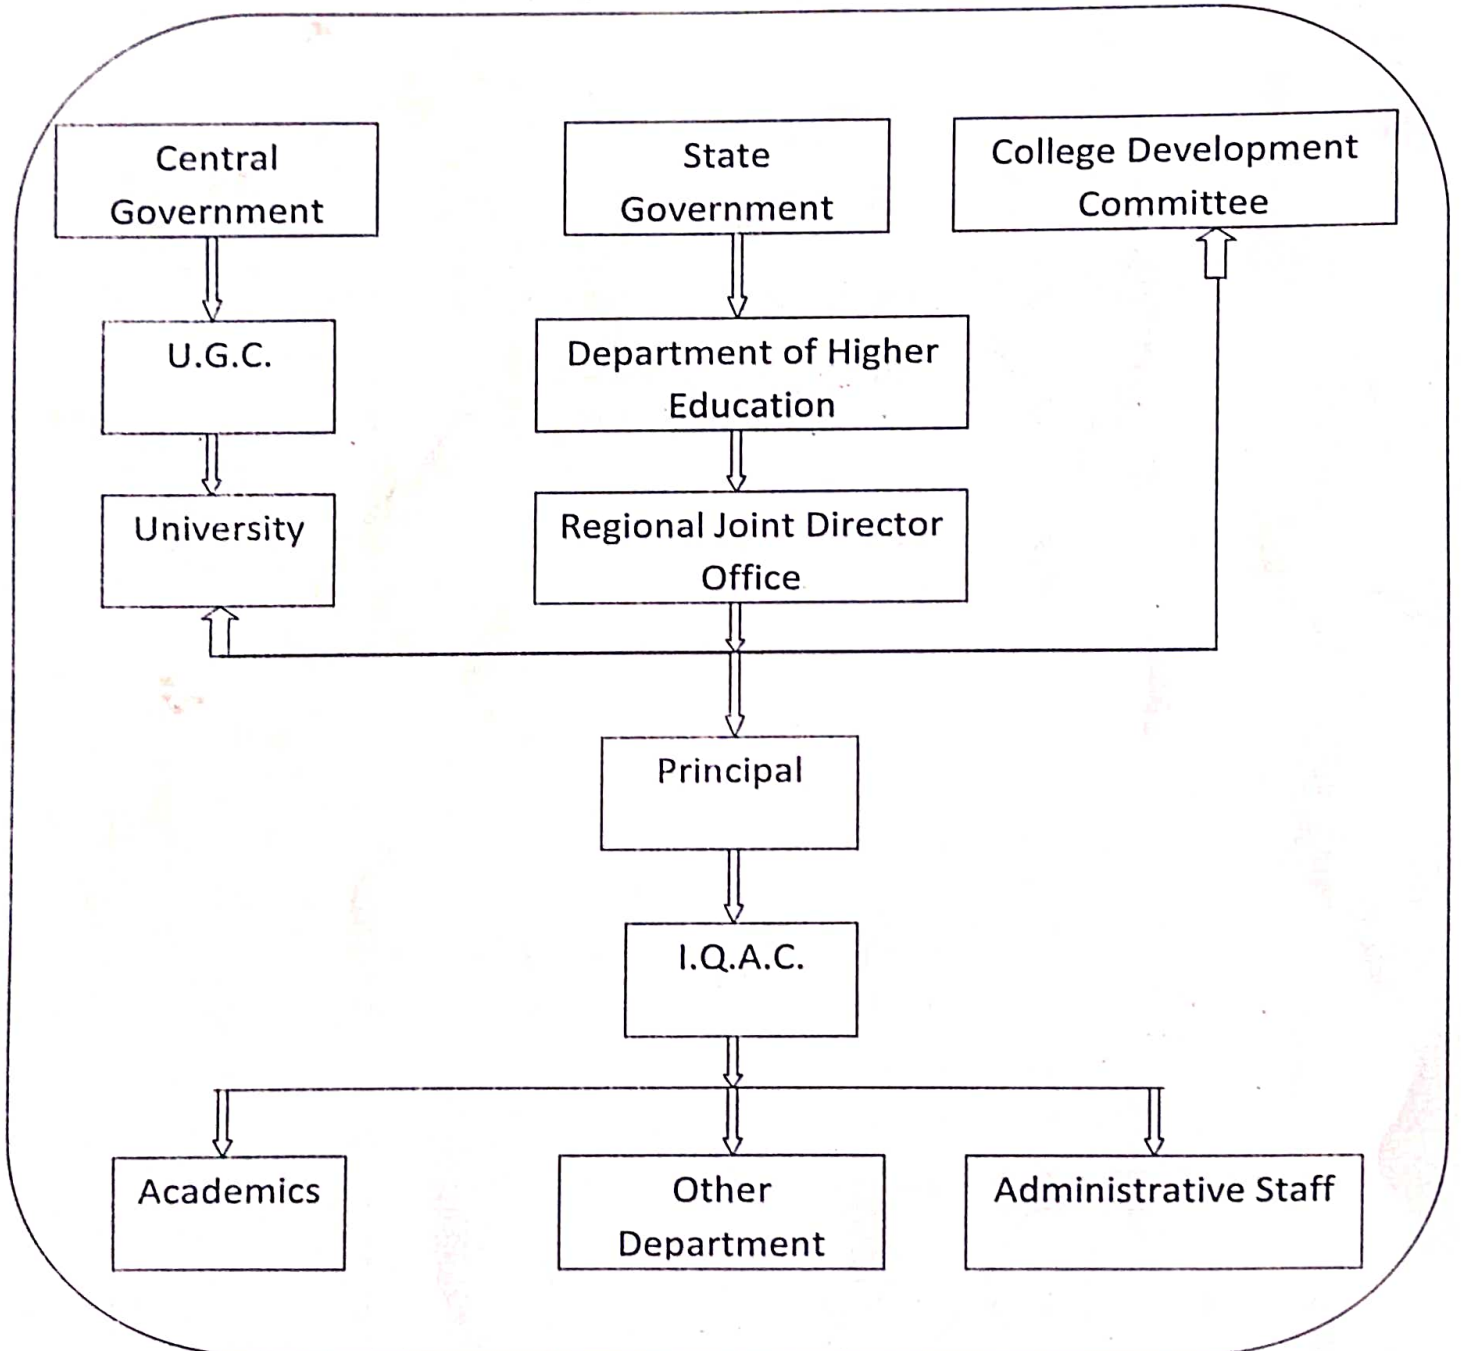 Central
Government
State
Government
College Development
Committee
U.G.C.
Department of Higher
Education
University
Regional Joint Director
Office
Principal
I.Q.A.C.
Academics
Other
Department
Administrative Staff